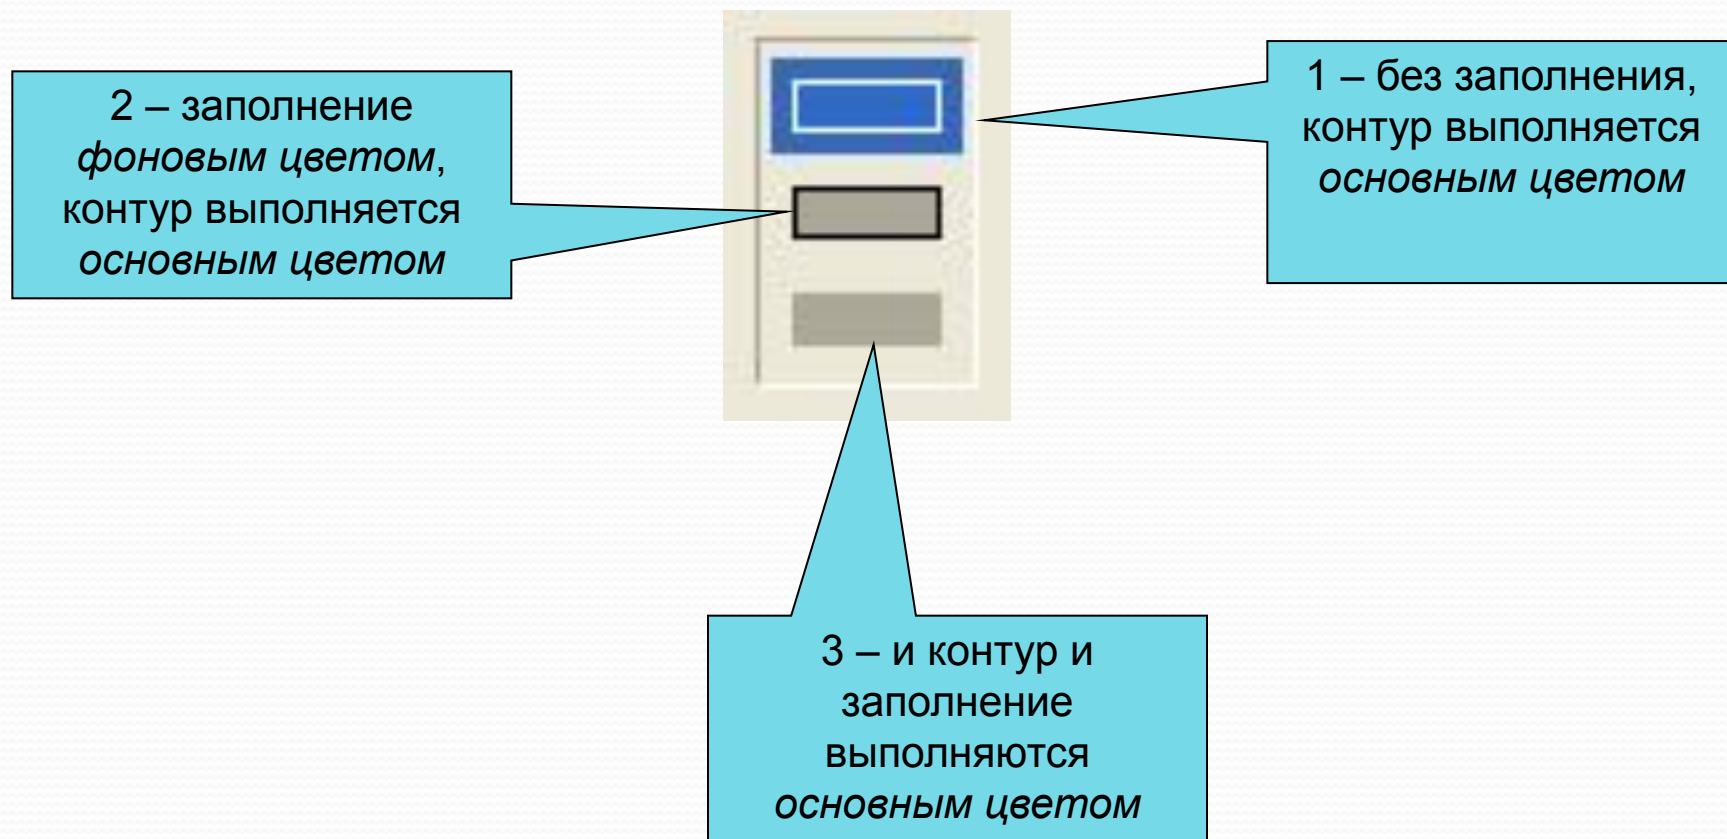 1 – без заполнения,
контур выполняется
основным цветом
2 – заполнение
фоновым цветом,
контур выполняется
основным цветом
3 – и контур и
заполнение
выполняются
основным цветом